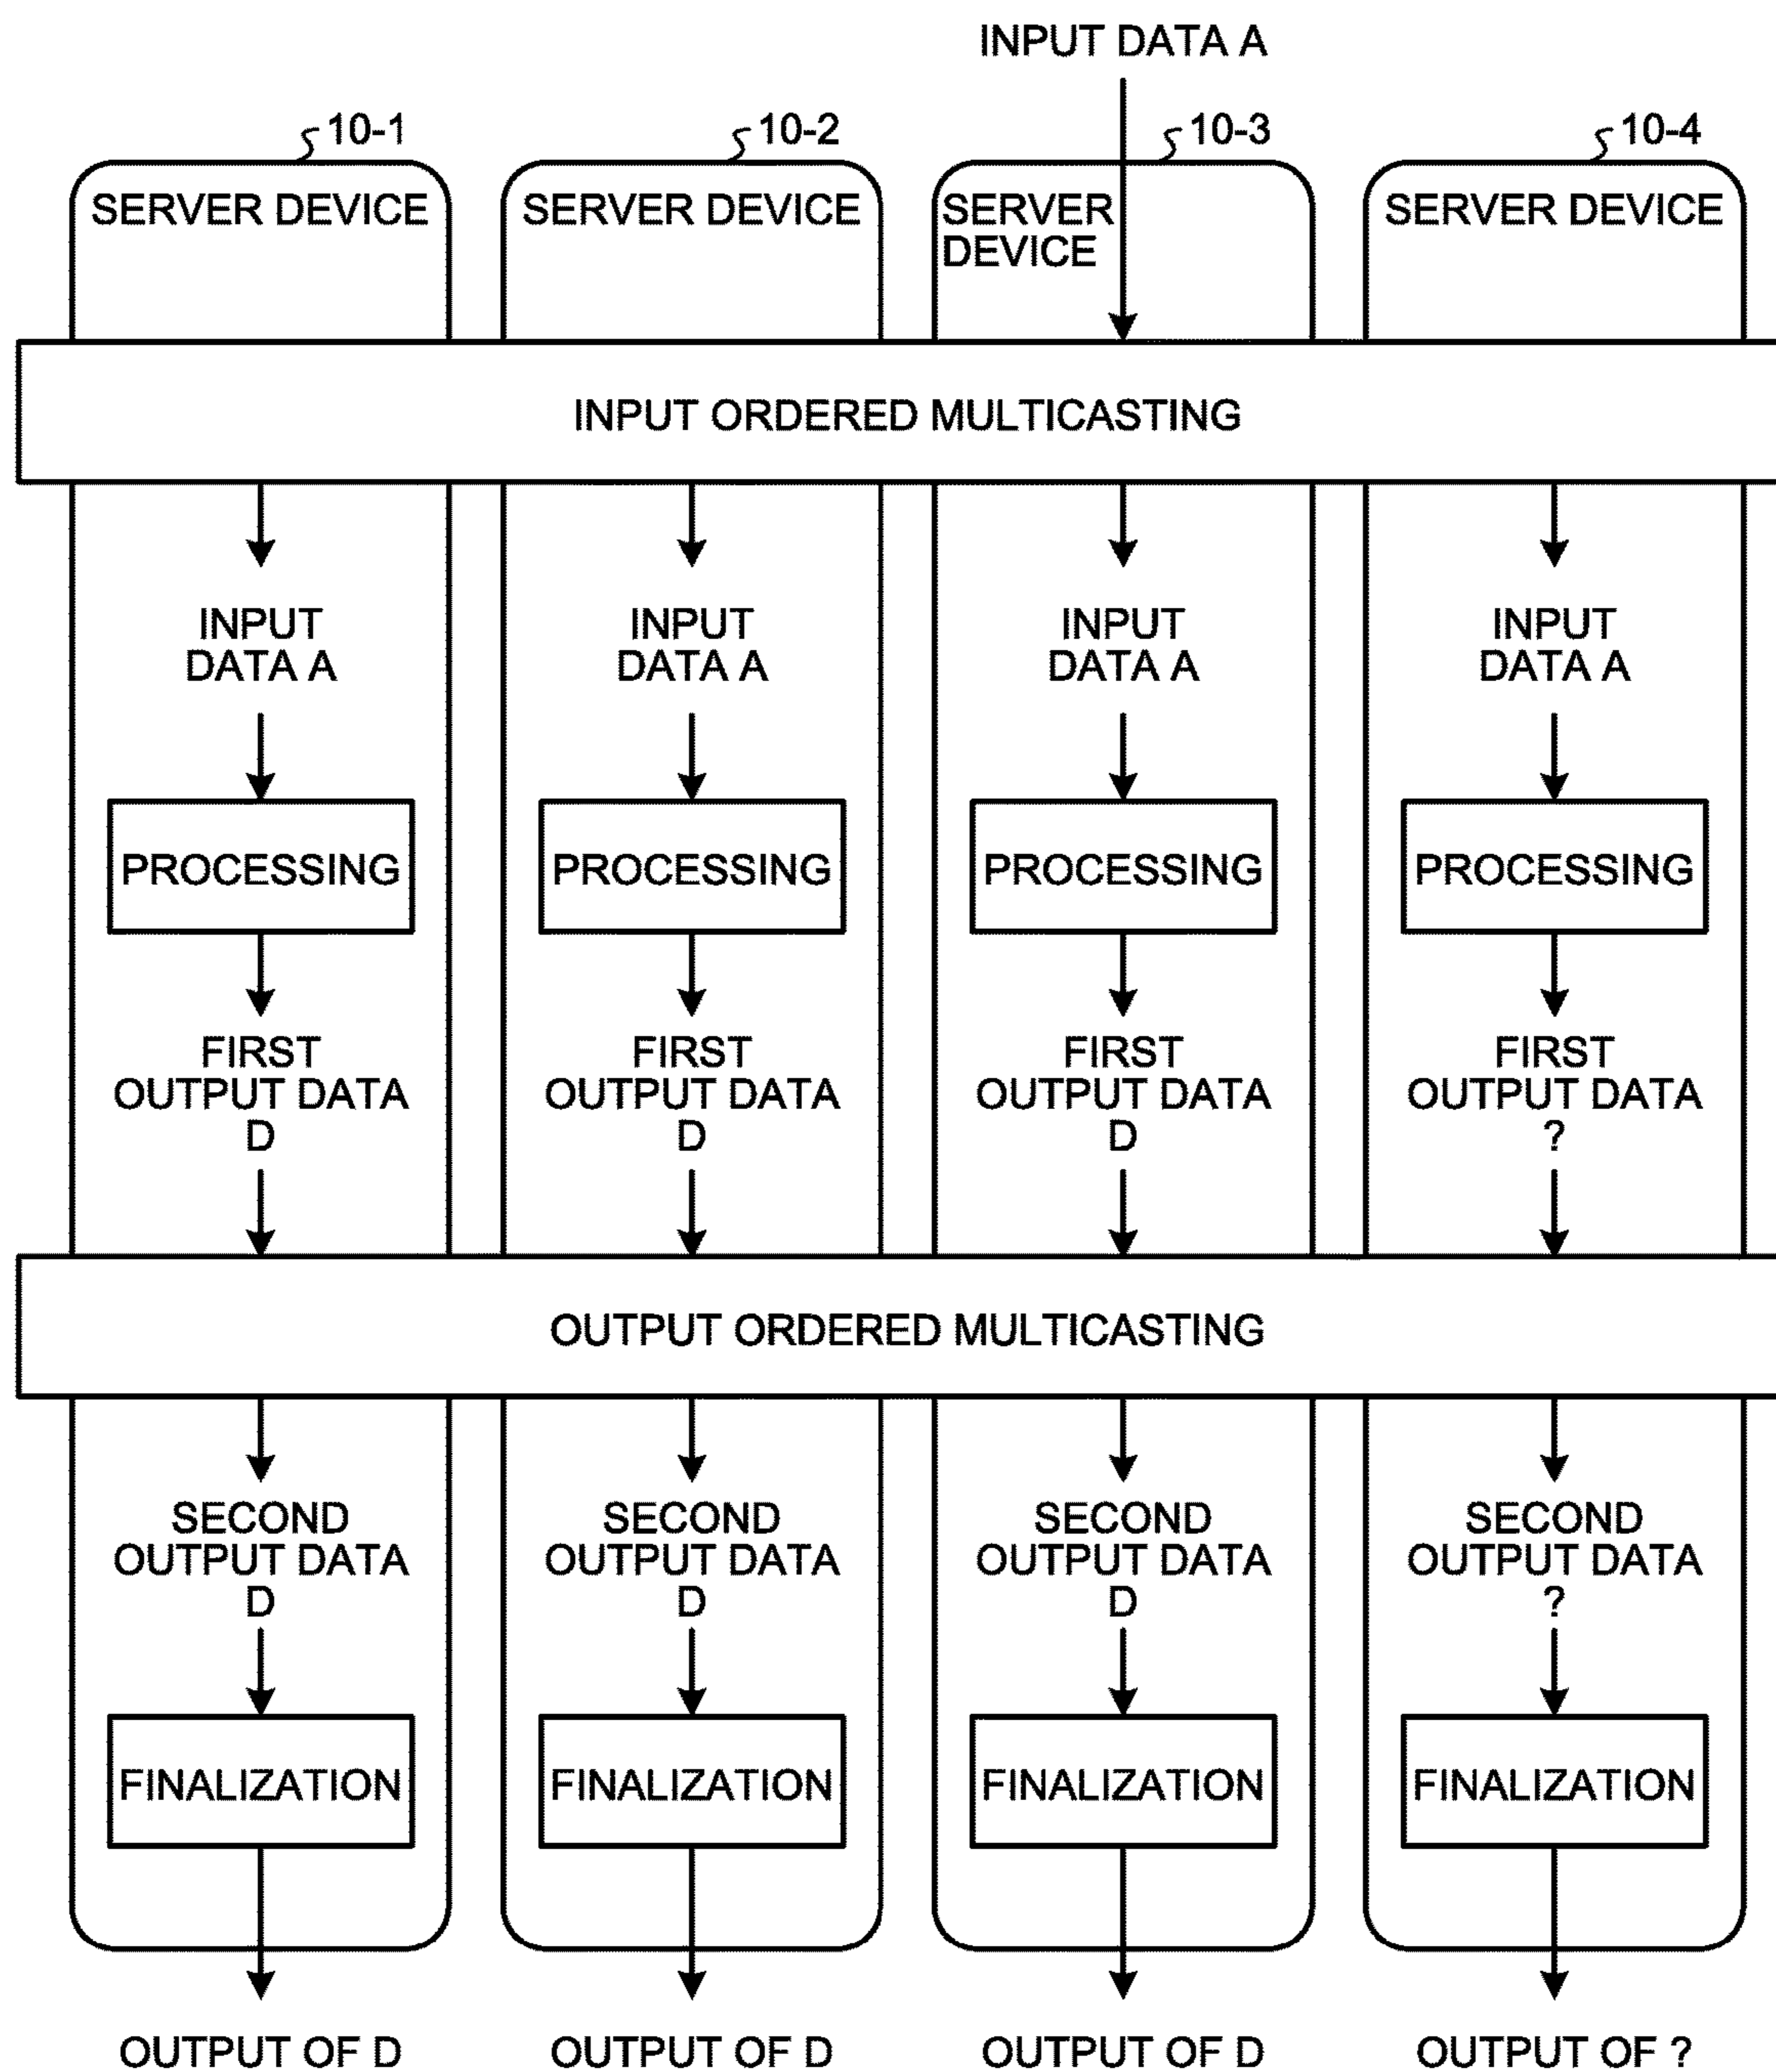 INPUT DATA A
10-1
10-2
10-3
10-4
SERVER DEVICE
SERVER DEVICE
SERVER
DEVICE
SERVER DEVICE
INPUT ORDERED MULTICASTING
INPUT
DATA A
INPUT
DATA A
INPUT
DATA A
INPUT
DATA A
PROCESSING
PROCESSING
PROCESSING
PROCESSING
FIRST
OUTPUT DATA
D
FIRST
OUTPUT DATA
D
FIRST
OUTPUT DATA
D
FIRST
OUTPUT DATA
?
OUTPUT ORDERED MULTICASTING
SECOND
OUTPUT DATA
D
SECOND
OUTPUT DATA
D
SECOND
OUTPUT DATA
D
SECOND
OUTPUT DATA
?
FINALIZATION
FINALIZATION
FINALIZATION
FINALIZATION
OUTPUT OF D
OUTPUT OF D
OUTPUT OF D
OUTPUT OF ?